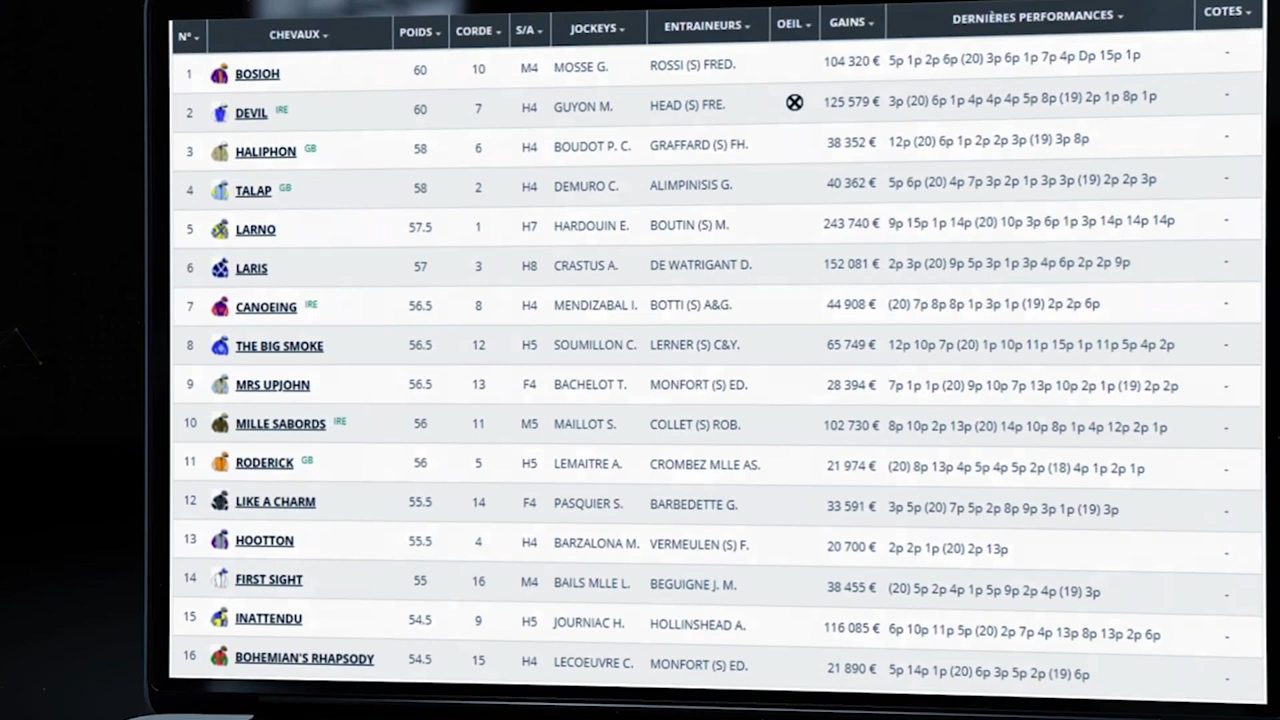 N° CHEVAUX POIDS CORDE S/A JOCKEYS ENTRAINEURS OEIL GAINS DERNIÈRES PERFORMANCES COTES
1 BOSIOH 60 10 M4 MOSSE G. ROSSI (S) FRED. 104 320 € 5p 1p 2p 6p (20) 3p 6p 1p 7p 4p Dp 15p 1p -
2 DEVIL IRE 60 7 H4 GUYON M. HEAD (S) FRE. 125 579 € 3p (20) 6p 1p 4p 4p 4p 5p 8p (19) 2p 1p 8p 1p -
3 HALIPHON GB 58 6 H4 BOUDOT P. C. GRAFFARD (S) FH. 38 352 € 12p (20) 6p 1p 2p 2p 3p (19) 3p 8p -
4 TALAP GB 58 2 H4 DEMURO C. ALIMPINISIS G. 40 362 € 5p 6p (20) 4p 7p 3p 2p 1p 3p 3p (19) 2p 2p 3p -
5 LARNO 57.5 1 H7 HARDOUIN E. BOUTIN (S) M. 243 740 € 9p 15p 1p 14p (20) 10p 3p 6p 1p 3p 14p 14p 14p -
6 LARIS 57 3 H8 CRASTUS A. DE WATRIGANT D. 152 081 € 2p 3p (20) 9p 5p 3p 1p 3p 4p 6p 2p 2p 9p -
7 CANOEING IRE 56.5 8 H4 MENDIZABAL I. BOTTI (S) A&G. 44 908 € (20) 7p 8p 8p 1p 3p 1p (19) 2p 2p 6p -
8 THE BIG SMOKE 56.5 12 H5 SOUMILLON C. LERNER (S) C&Y. 65 749 € 12p 10p 7p (20) 1p 10p 11p 15p 1p 11p 5p 4p 2p -
9 MRS UPJOHN 56.5 13 F4 BACHELOT T. MONFORT (S) ED. 28 394 € 7p 1p 1p (20) 9p 10p 7p 13p 10p 2p 1p (19) 2p 2p -
10 MILLE SABORDS IRE 56 11 M5 MAILLOT S. COLLET (S) ROB. 102 730 € 8p 10p 2p 13p (20) 14p 10p 8p 1p 4p 12p 2p 1p -
11 RODERICK GB 56 5 H5 LEMAITRE A. CROMBEZ MLLE AS. 21 974 € (20) 8p 13p 4p 5p 4p 5p 2p (18) 4p 1p 2p 1p -
12 LIKE A CHARM 55.5 14 F4 PASQUIER S. BARBEDETTE G. 33 591 € 3p 5p (20) 7p 5p 2p 8p 9p 3p 1p (19) 3p -
13 HOOTTON 55.5 4 H4 BARZALONA M. VERMEULEN (S) F. 20 700 € 2p 2p 1p (20) 2p 13p -
14 FIRST SIGHT 55 16 M4 BAILS MLLE L. BEGUIGNE J. M. 38 455 € (20) 5p 2p 4p 1p 5p 9p 2p 4p (19) 3p -
15 INATTENDU 54.5 9 H5 JOURNIAC H. HOLLINSHEAD A. 116 085 € 6p 10p 11p 5p (20) 2p 7p 4p 13p 8p 13p 2p 6p -
16 BOHEMIAN'S RHAPSODY 54.5 15 H4 LECOEUVRE C. MONFORT (S) ED. 21 890 € 5p 14p 1p (20) 6p 3p 5p 2p (19) 6p -